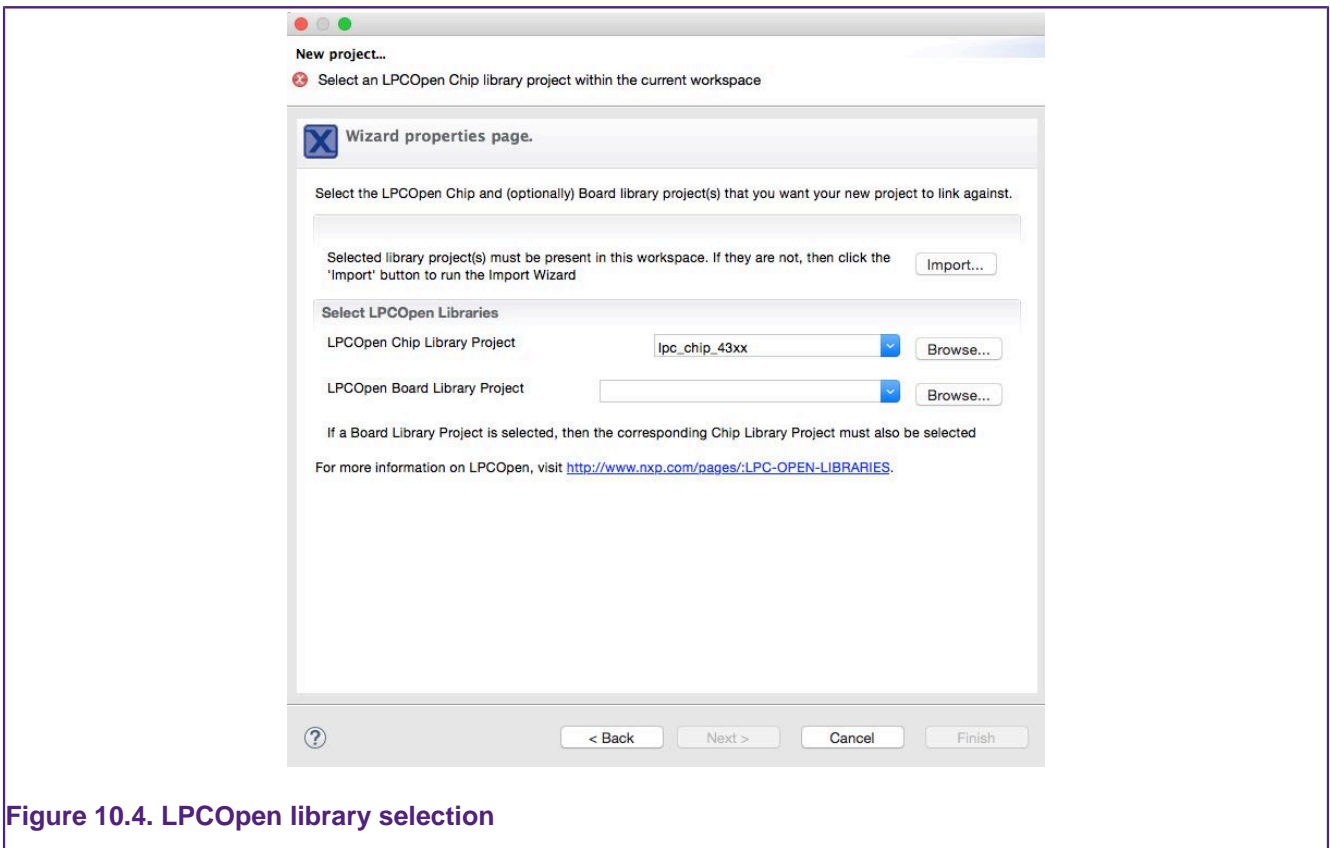 New project...
Select an LPCOpen Chip library project within the current workspace
Wizard properties page.
Select the LPCOpen Chip and (optionally) Board library project(s) that you want your new project to link against.
Selected library project(s) must be present in this workspace. If they are not, then click the
'Import' button to run the Import Wizard
Import...
Select LPCOpen Libraries
LPCOpen Chip Library Project
lpc_chip_43xx
Browse...
LPCOpen Board Library Project
Browse...
If a Board Library Project is selected, then the corresponding Chip Library Project must also be selected
For more information on LPCOpen, visit http://www.nxp.com/pages/:LPC-OPEN-LIBRARIES.
?
< Back
Next >
Cancel
Finish
Figure 10.4. LPCOpen library selection